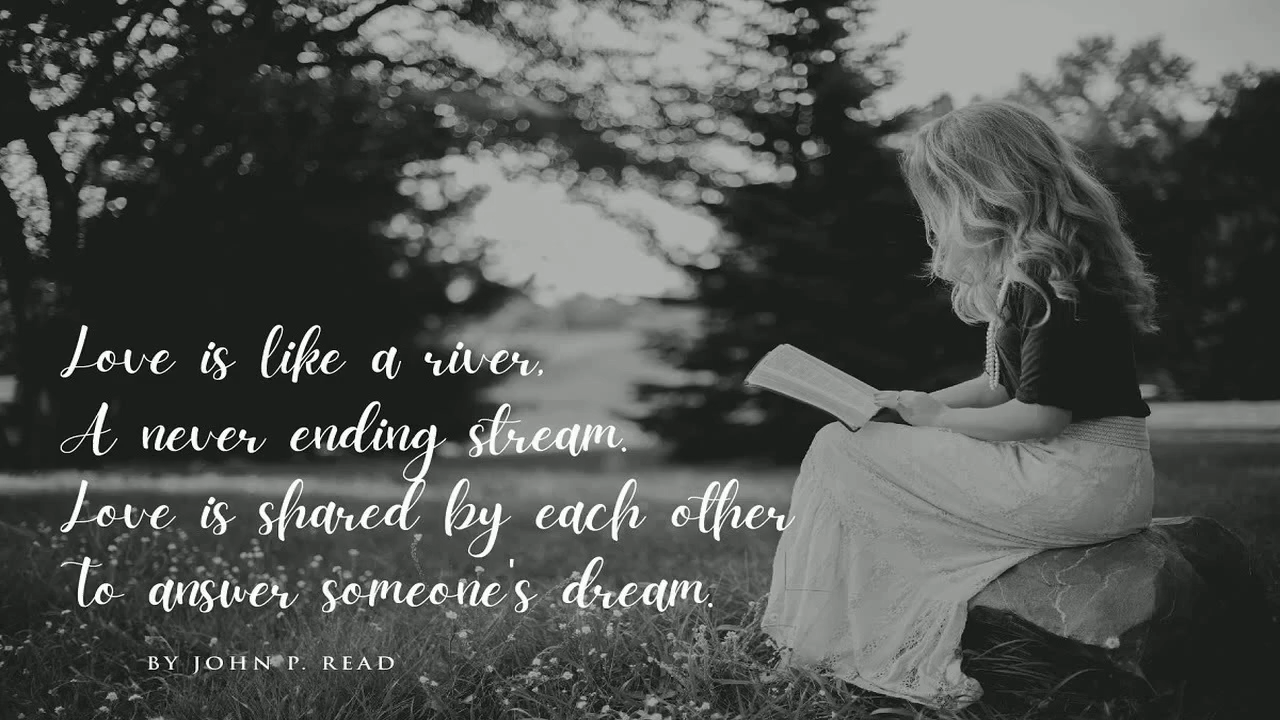 Love is like a river,
A never ending stream.
Love is shared by each other
To answer someone's dream.
BY JOHN P. READ